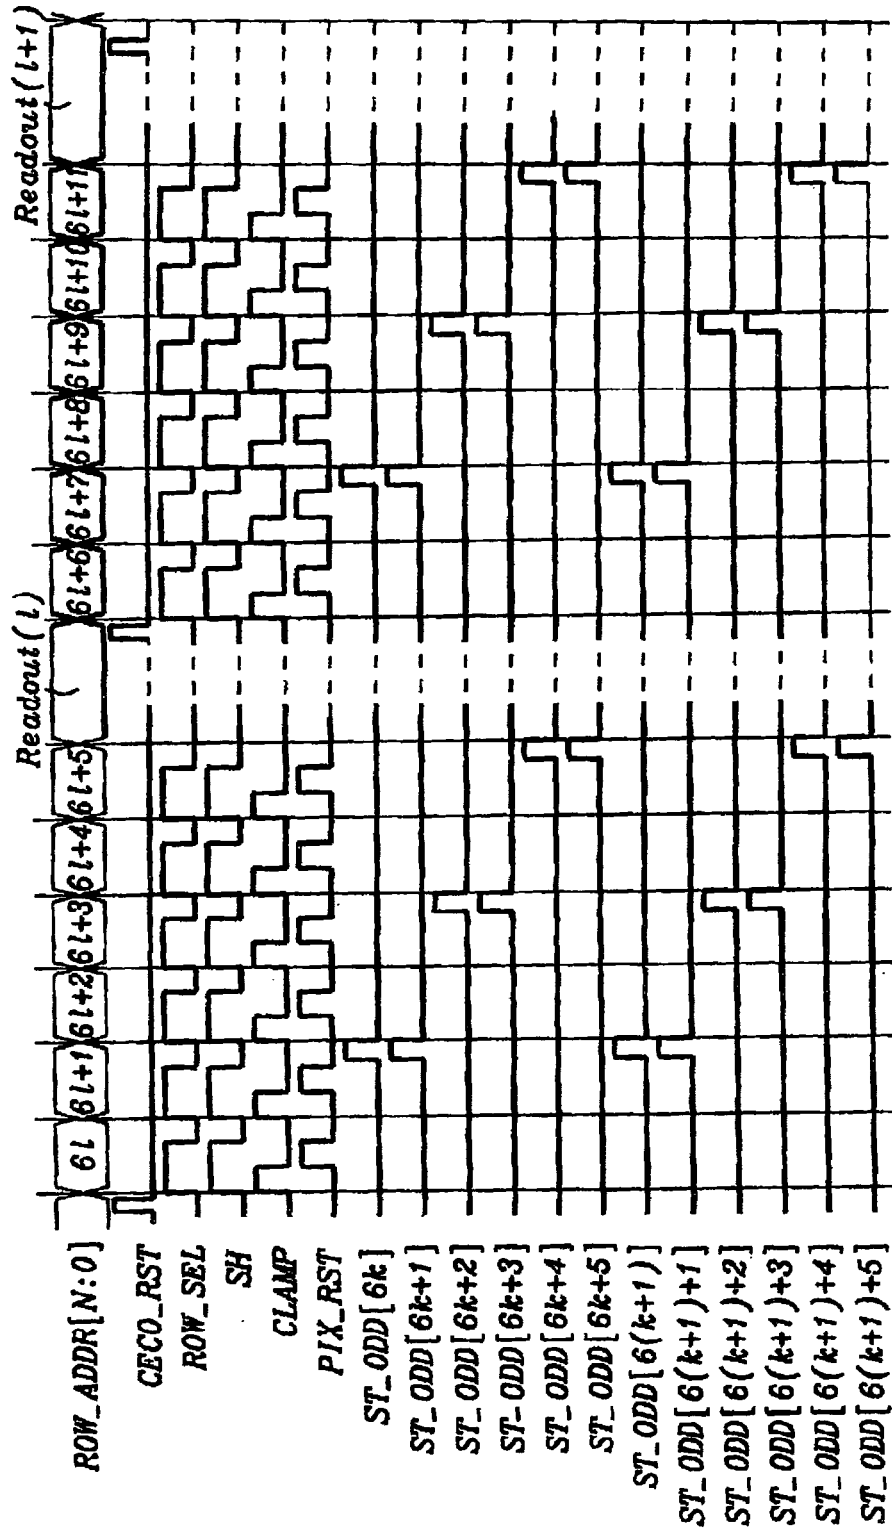 ROW_ADDR[N:0]
6l
6l+1
6l+2
6l+3
6l+4
6l+5
Readout(l)
6l+6
6l+7
6l+8
6l+9
6l+10
6l+11
Readout(l+1)
CECO_RST
ROW_SEL
SH
CLAMP
PIX_RST
ST_ODD[6k]
ST_ODD[6k+1]
ST_ODD[6k+2]
ST-ODD[6k+3]
ST_ODD[6k+4]
ST_ODD[6k+5]
ST_ODD[6(k+1)]
ST_ODD[6(k+1)+1]
ST_ODD[6(k+1)+2]
ST_ODD[6(k+1)+3]
ST_ODD[6(k+1)+4]
ST_ODD[6(k+1)+5]